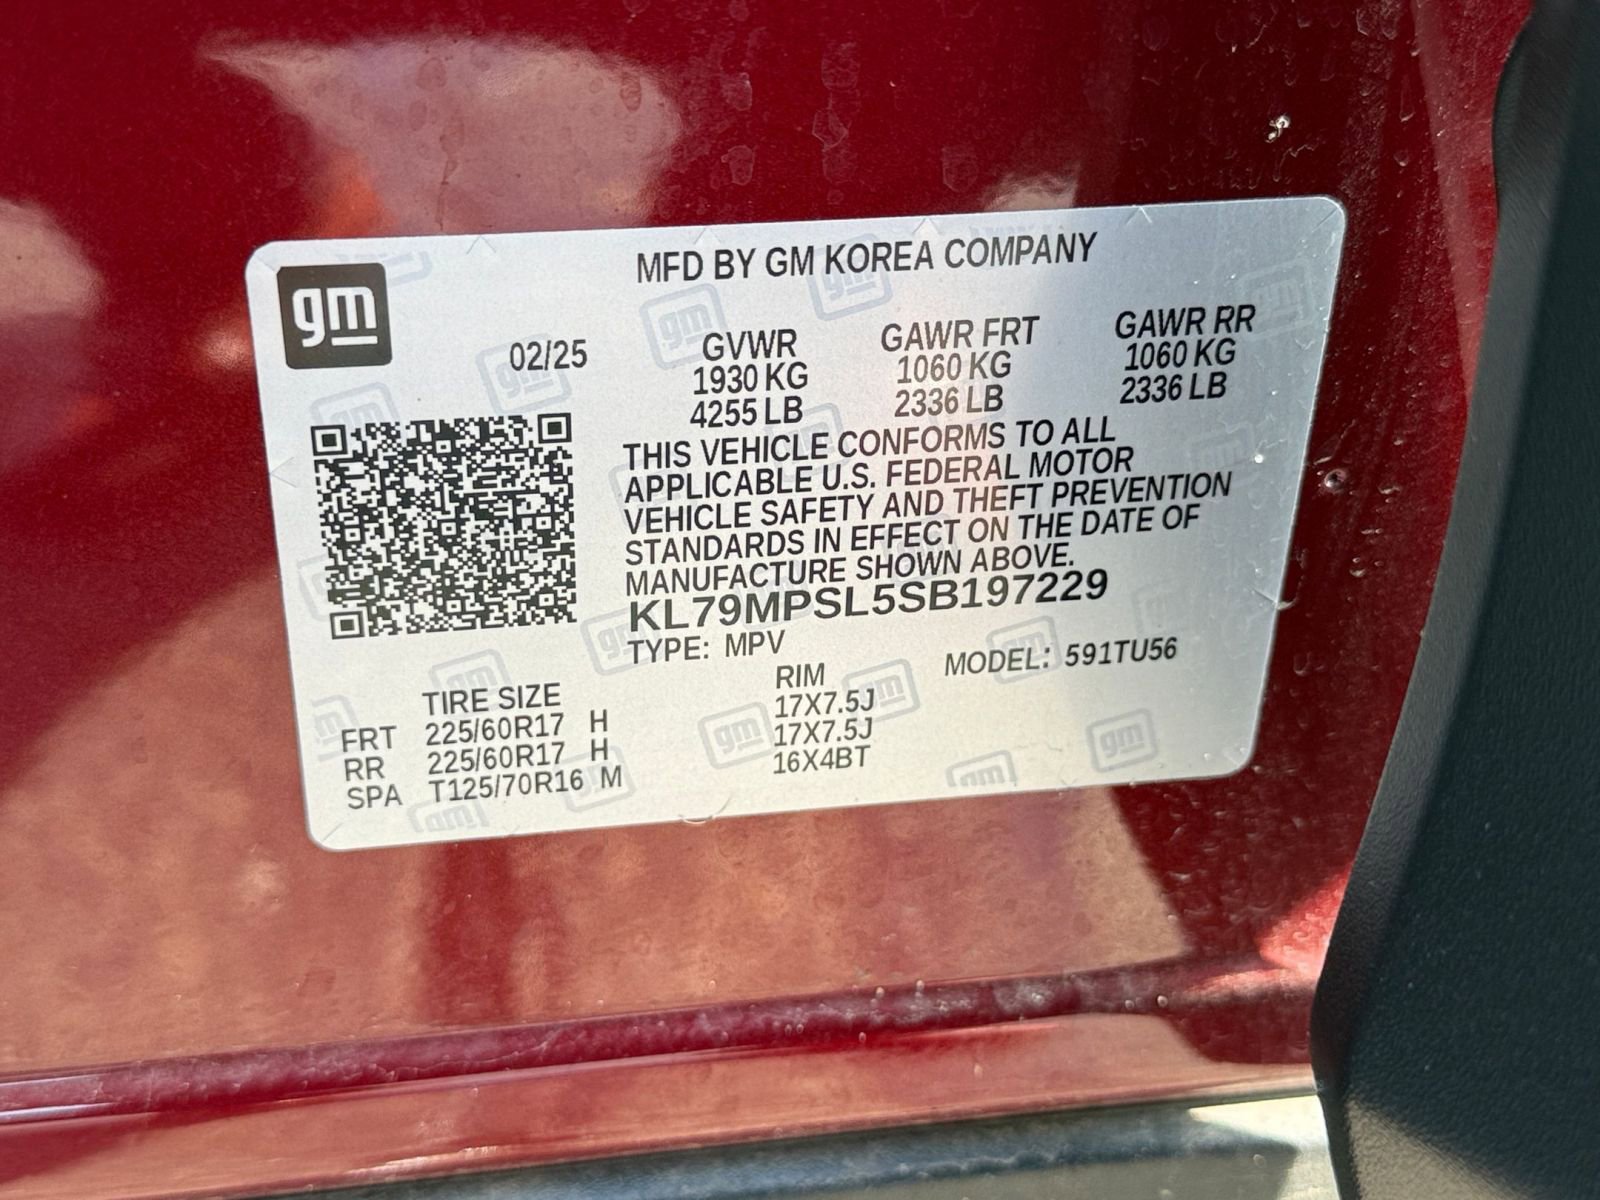 gm
MFD BY GM KOREA COMPANY
02/25
GVWR GAWR FRT GAWR RR
1930 KG 1060 KG 1060 KG
4255 LB 2336 LB 2336 LB
THIS VEHICLE CONFORMS TO ALL
APPLICABLE U.S. FEDERAL MOTOR
VEHICLE SAFETY AND THEFT PREVENTION
STANDARDS IN EFFECT ON THE DATE OF
MANUFACTURE SHOWN ABOVE.
KL79MPSL5SB197229
TYPE: MPV MODEL: 591TU56
TIRE SIZE RIM
FRT 225/60R17 H 17X7.5J
RR 225/60R17 H 17X7.5J
SPA T125/70R16 M 16X4BT